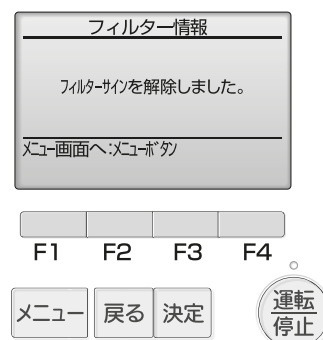 フィルター情報
フィルターサインを解除しました。
メニュー画面へ:メニューボタン
F1 F2 F3 F4
メニュー 戻る 決定 運転
停止